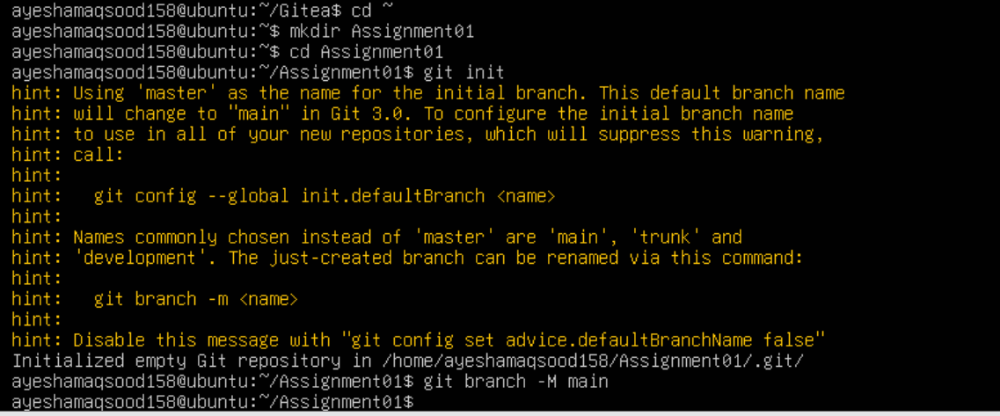 ayeshamaqsood158@ubuntu:~/Gitea$ cd ~
ayeshamaqsood158@ubuntu:~$ mkdir Assignment01
ayeshamaqsood158@ubuntu:~$ cd Assignment01
ayeshamaqsood158@ubuntu:~/Assignment01$ git init
hint: Using 'master' as the name for the initial branch. This default branch name
hint: will change to "main" in Git 3.0. To configure the initial branch name
hint: to use in all of your new repositories, which will suppress this warning,
hint: call:
hint:
hint:   git config --global init.defaultBranch <name>
hint:
hint: Names commonly chosen instead of 'master' are 'main', 'trunk' and
hint: 'development'. The just-created branch can be renamed via this command:
hint:
hint:   git branch -m <name>
hint:
hint: Disable this message with "git config set advice.defaultBranchName false"
Initialized empty Git repository in /home/ayeshamaqsood158/Assignment01/.git/
ayeshamaqsood158@ubuntu:~/Assignment01$ git branch -M main
ayeshamaqsood158@ubuntu:~/Assignment01$